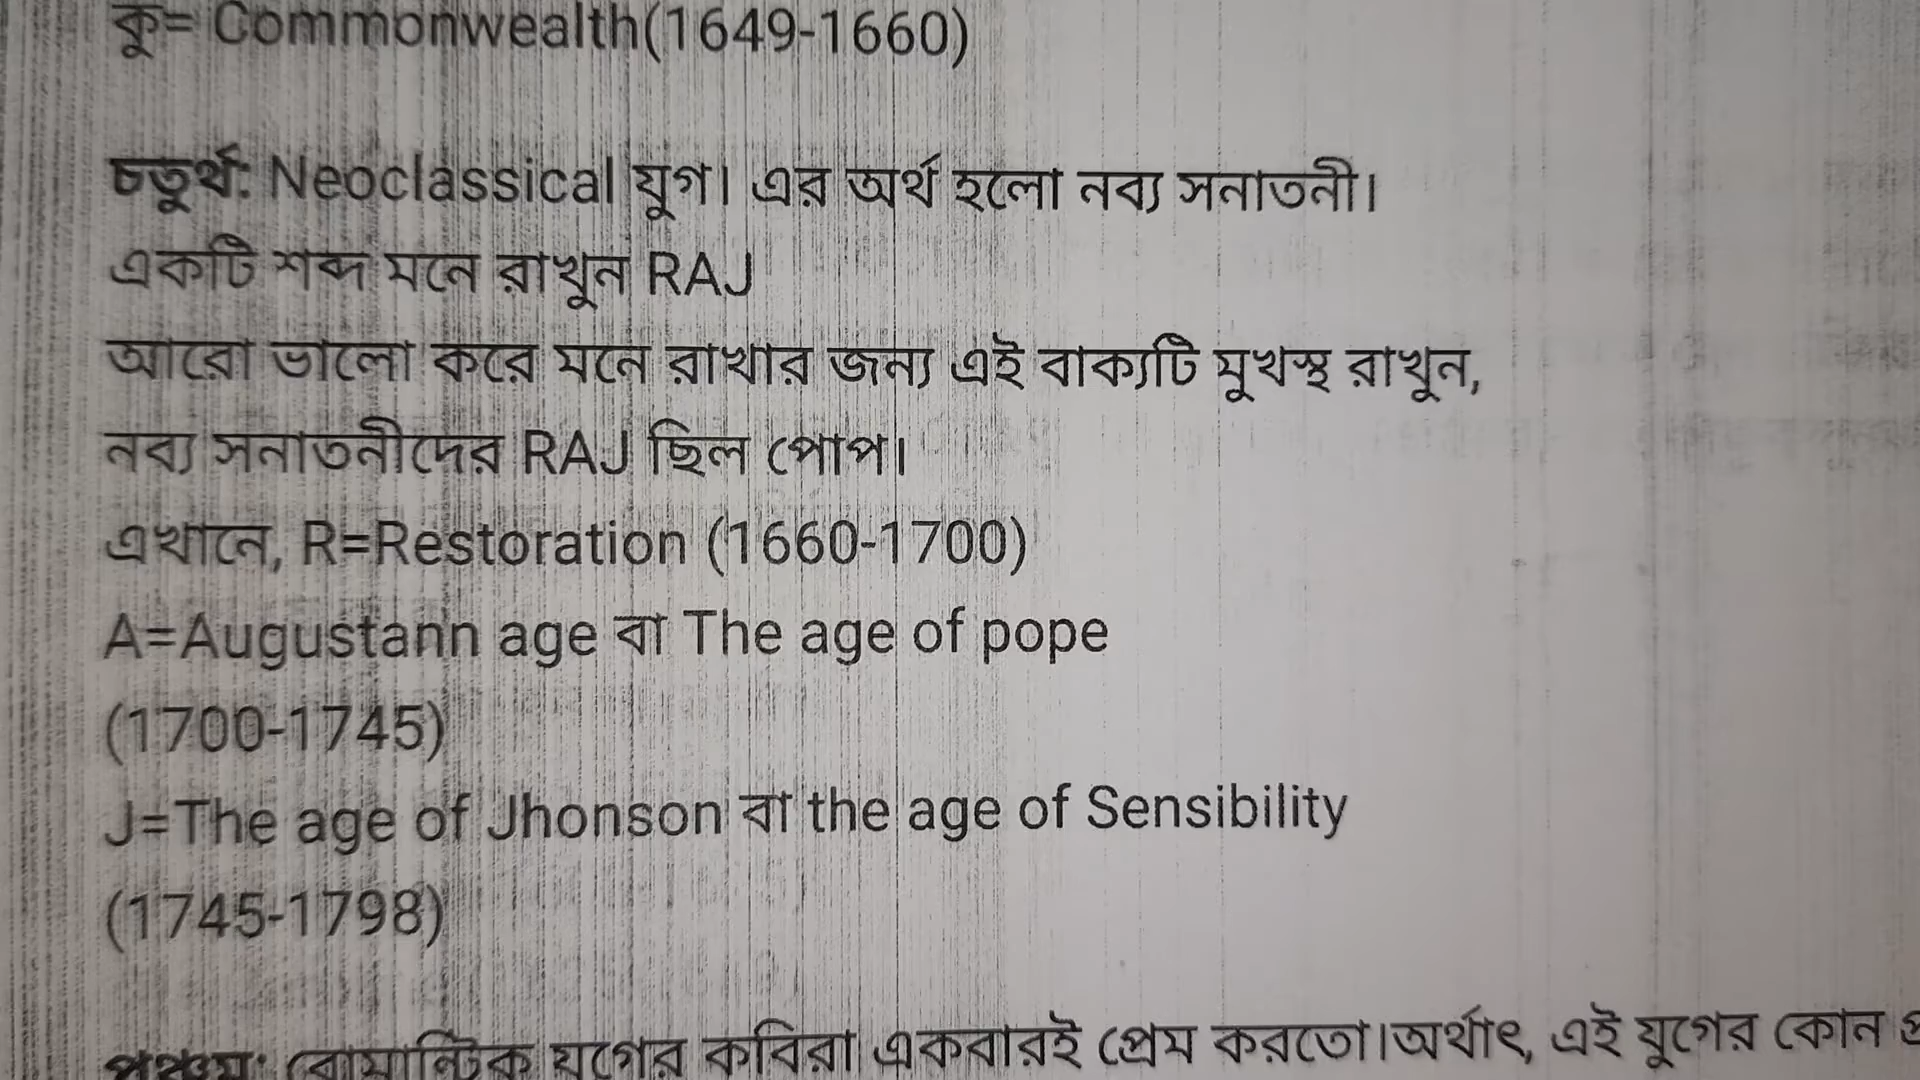 কু= Commonwealth(1649-1660)
চতুর্থ: Neoclassical যুগ। এর অর্থ হলো নব্য সনাতনী।
একটি শব্দ মনে রাখুন RAJ
আরো ভালো করে মনে রাখার জন্য এই বাক্যটি মুখস্থ রাখুন,
নব্য সনাতনীদের RAJ ছিল পোপ।
এখানে, R=Restoration (1660-1700)
A=Augustann age বা The age of pope
(1700-1745)
J=The age of Jhonson বা the age of Sensibility
(1745-1798)
পঞ্চম: রোমান্টিক যুগের কবিরা একবারই প্রেম করতো।অর্থাৎ, এই যুগের কোন